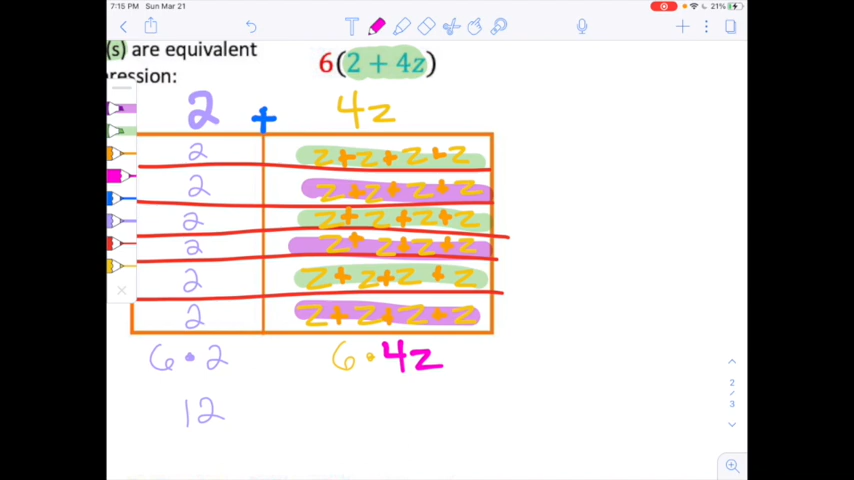 7:15 PM Sun Mar 21
21%
(s) are equivalent
6(2 + 4z)
ression:
2 + 4z
2 z+z+z+z
2 z+z+z+z
2 z+z+z+z
2 z+z+z+z
2 z+z+z+z
2 z+z+z+z
6 • 2 6 • 4z
12
2
/
3